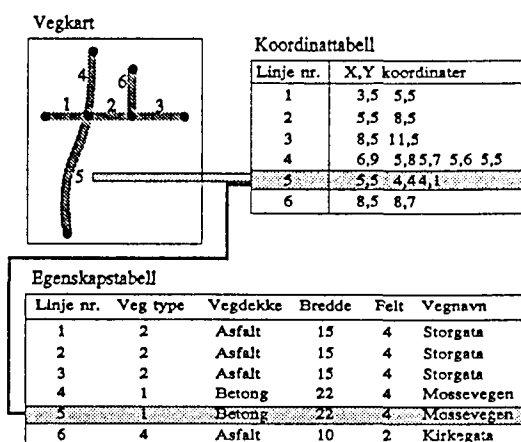 Vegkart
4
6
1 2 3
5
Koordinattabell
Linje nr. X,Y koordinater
1 3,5 5,5
2 5,5 8,5
3 8,5 11,5
4 6,9 5,85,7 5,6 5,5
5 5,5 4,44,1
6 8,5 8,7
Egenskapstabell
Linje nr. Veg type Vegdekke Bredde Felt Vegnavn
1 2 Asfalt 15 4 Storgata
2 2 Asfalt 15 4 Storgata
3 2 Asfalt 15 4 Storgata
4 1 Betong 22 4 Mossevegen
5 1 Betong 22 4 Mossevegen
6 4 Asfalt 10 2 Kirkegata